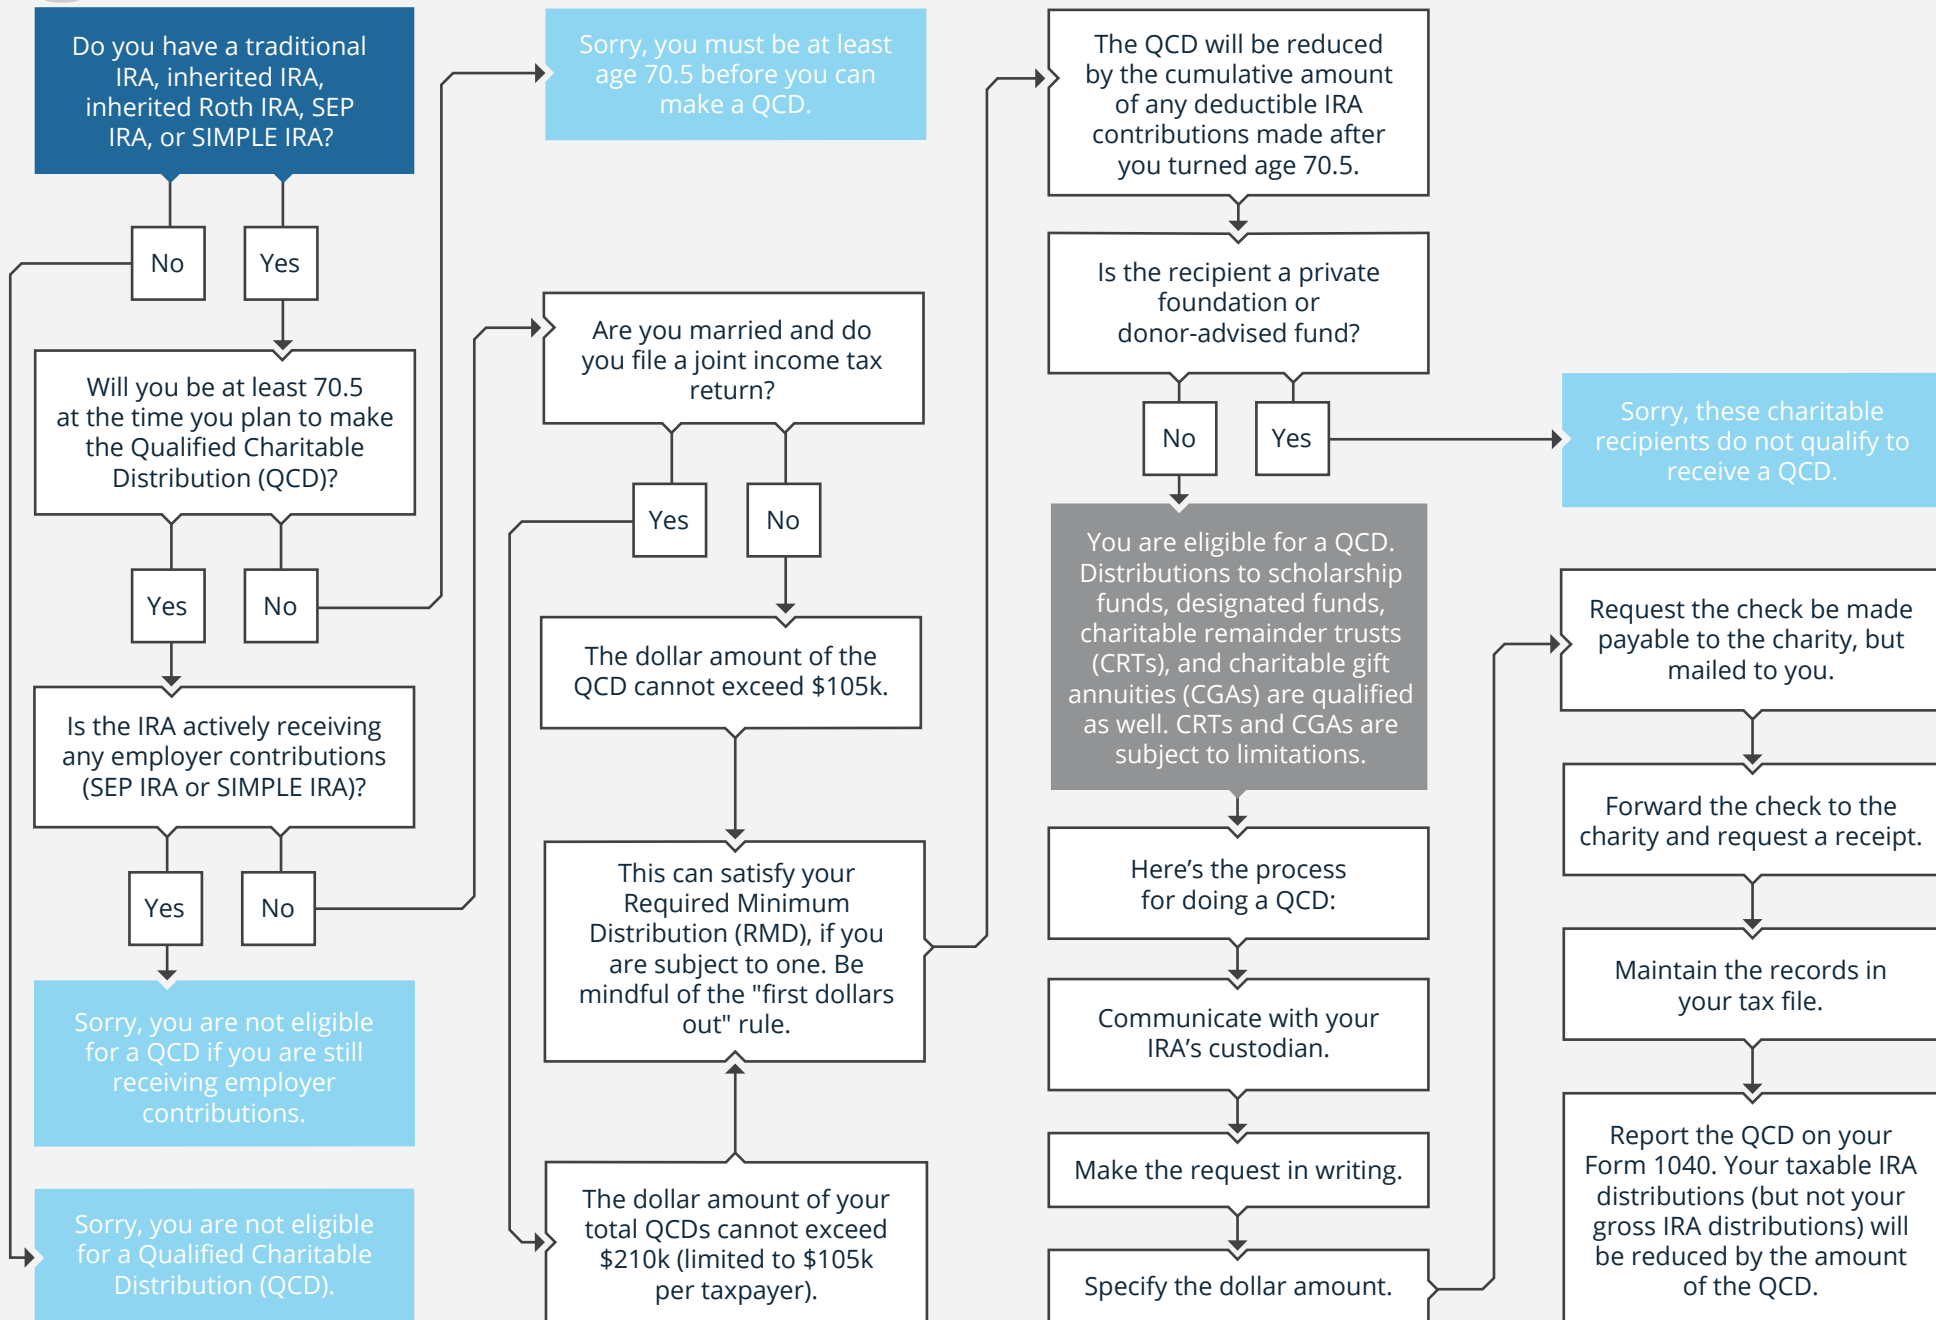 Do you have a traditional
IRA, inherited IRA,
inherited Roth IRA, SEP
IRA, or SIMPLE IRA?
No
Yes
Will you be at least 70.5
at the time you plan to make
the Qualified Charitable
Distribution (QCD)?
Yes
No
Is the IRA actively receiving
any employer contributions
(SEP IRA or SIMPLE IRA)?
Yes
No
Sorry, you are not eligible
for a QCD if you are still
receiving employer
contributions.
Sorry, you are not eligible
for a Qualified Charitable
Distribution (QCD).
Sorry, you must be at least
age 70.5 before you can
make a QCD.
Are you married and do
you file a joint income tax
return?
Yes
No
The dollar amount of the
QCD cannot exceed $105k.
This can satisfy your
Required Minimum
Distribution (RMD), if you
are subject to one. Be
mindful of the "first dollars
out" rule.
The dollar amount of your
total QCDs cannot exceed
$210k (limited to $105k
per taxpayer).
The QCD will be reduced
by the cumulative amount
of any deductible IRA
contributions made after
you turned age 70.5.
Is the recipient a private
foundation or
donor-advised fund?
No
Yes
Sorry, these charitable
recipients do not qualify to
receive a QCD.
You are eligible for a QCD.
Distributions to scholarship
funds, designated funds,
charitable remainder trusts
(CRTs), and charitable gift
annuities (CGAs) are qualified
as well. CRTs and CGAs are
subject to limitations.
Here’s the process
for doing a QCD:
Communicate with your
IRA’s custodian.
Make the request in writing.
Specify the dollar amount.
Request the check be made
payable to the charity, but
mailed to you.
Forward the check to the
charity and request a receipt.
Maintain the records in
your tax file.
Report the QCD on your
Form 1040. Your taxable IRA
distributions (but not your
gross IRA distributions) will
be reduced by the amount
of the QCD.